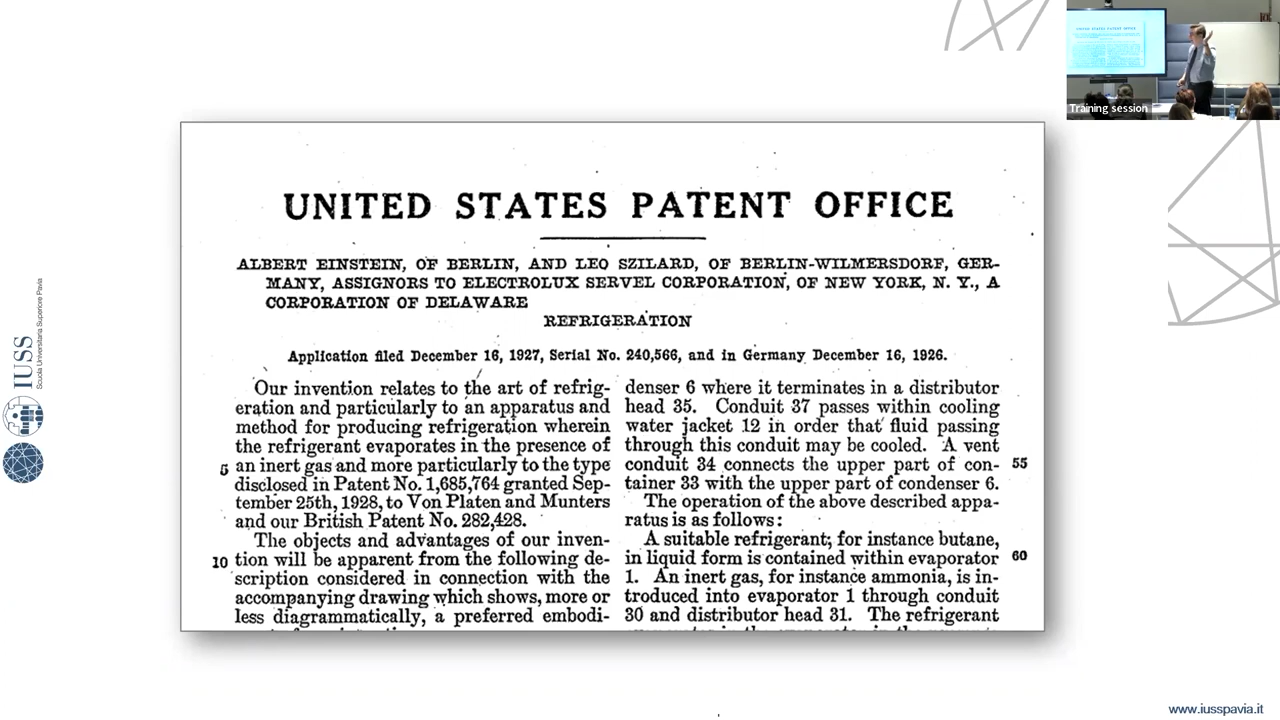 Training session
UNITED STATES PATENT OFFICE
ALBERT EINSTEIN, OF BERLIN, AND LEO SZILARD, OF BERLIN-WILMERSDORF, GER-
MANY, ASSIGNORS TO ELECTROLUX SERVEL CORPORATION, OF NEW YORK, N. Y., A
CORPORATION OF DELAWARE
REFRIGERATION
Application filed December 16, 1927, Serial No. 240,566, and in Germany December 16, 1926.
Our invention relates to the art of refrig-
eration and particularly to an apparatus and
method for producing refrigeration wherein
the refrigerant evaporates in the presence of
5 an inert gas and more particularly to the type
disclosed in Patent No. 1,685,764 granted Sep-
tember 25th, 1928, to Von Platen and Munters
and our British Patent No. 282,428.
The objects and advantages of our inven-
10 tion will be apparent from the following de-
scription considered in connection with the
accompanying drawing which shows, more or
less diagrammatically, a preferred embodi-
denser 6 where it terminates in a distributor
head 35. Conduit 37 passes within cooling
water jacket 12 in order that fluid passing
through this conduit may be cooled. A vent
conduit 34 connects the upper part of con- 55
tainer 33 with the upper part of condenser 6.
The operation of the above described appa-
ratus is as follows:
A suitable refrigerant, for instance butane,
in liquid form is contained within evaporator 60
1. An inert gas, for instance ammonia, is in-
troduced into evaporator 1 through conduit
30 and distributor head 31. The refrigerant
IUSS
Scuola Universitaria Superiore Pavia
www.iusspavia.it